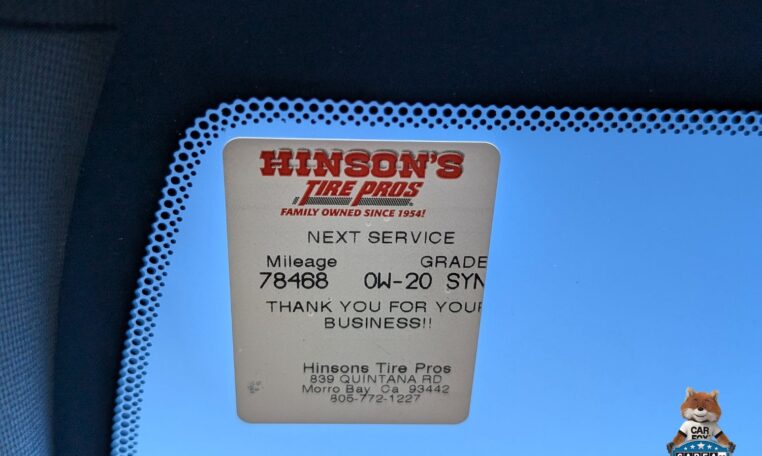 HINSON'S
TIRE PROS
FAMILY OWNED SINCE 1954!
NEXT SERVICE
Mileage GRADE
78468 0W-20 SYN
THANK YOU FOR YOUR
BUSINESS!!
Hinsons Tire Pros
839 QUINTANA RD
Morro Bay Ca 93442
805-772-1227
CAR
FOX